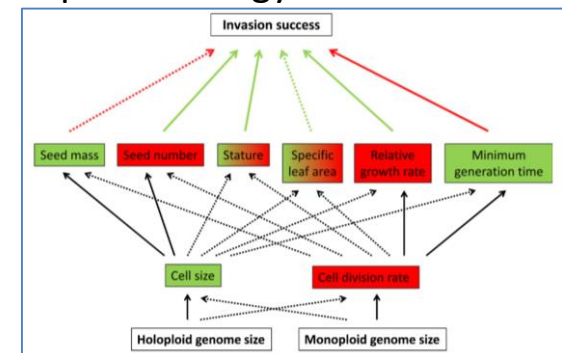 Invasion success
Seed mass
Seed number
Stature
Specific
leaf area
Relative
growth rate
Minimum
generation time
Cell size
Cell division rate
Holoploid genome size
Monoploid genome size